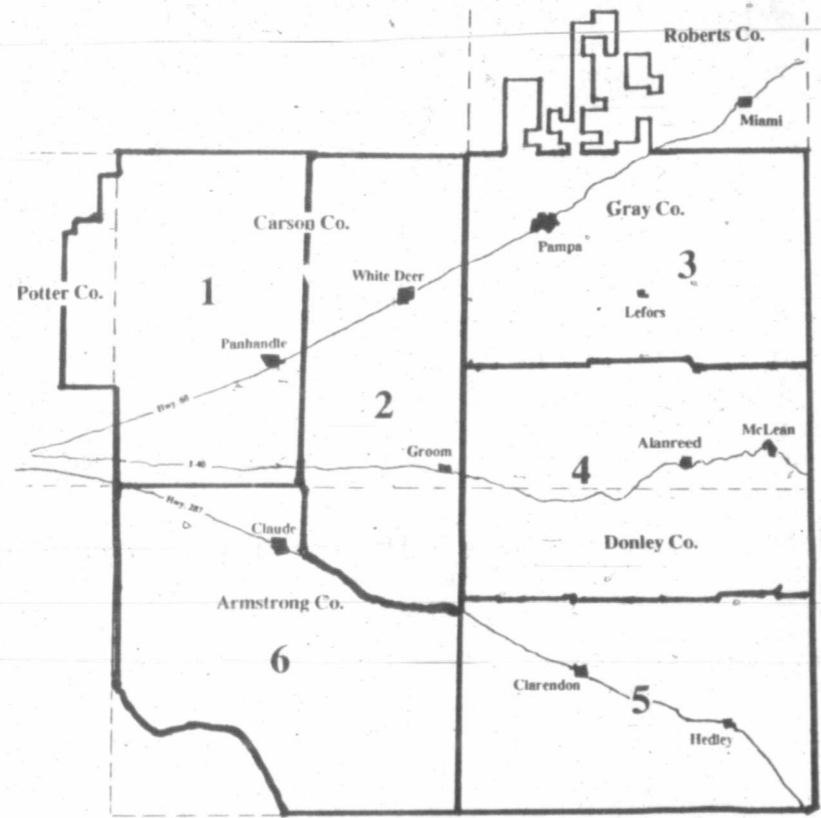 Roberts Co.
Miami
Gray Co.
Carson Co.
Pampa
3
White Deer
Potter Co.
1
Lefors
Panhandle
2
Hwy. 60
McLean
Alanreed
Groom
4
I-40
Hwy. 287
Claude
Donley Co.
Armstrong Co.
6
Clarendon
5
Hedley